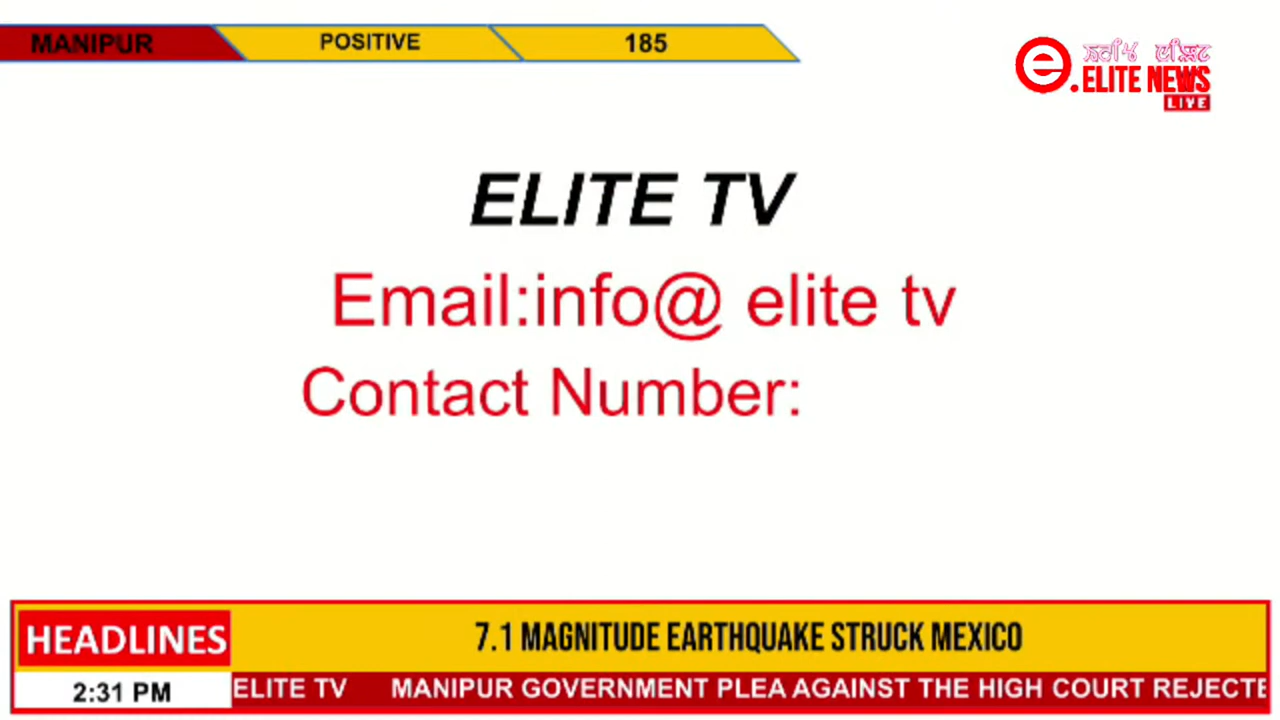 MANIPUR POSITIVE 185
e.ELITE NEWS
LIVE
ELITE TV
Email:info@ elite tv
Contact Number:
HEADLINES
7.1 MAGNITUDE EARTHQUAKE STRUCK MEXICO
2:31 PM
ELITE TV MANIPUR GOVERNMENT PLEA AGAINST THE HIGH COURT REJECTE